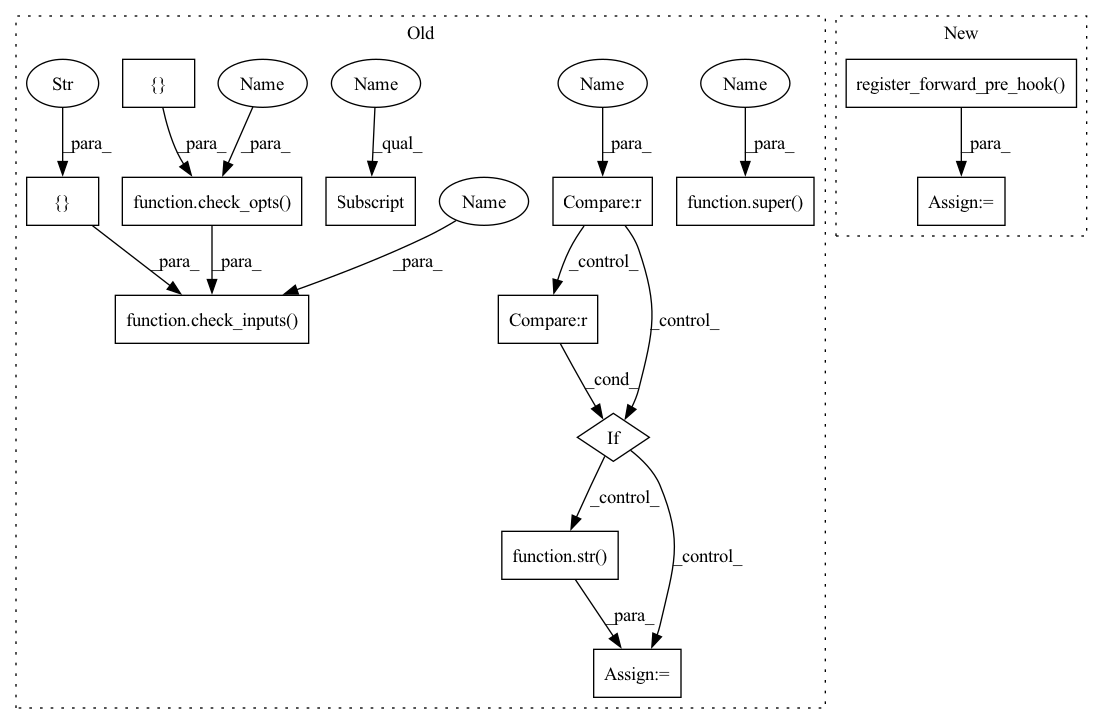 Old
New
Str
{}
Name
Name
Name
Name
register_forward_pre_hook()
_para_
_para_
_para_
_qual_
_para_
_para_
_para_
{}
function.check_opts()
Subscript
Name
Compare:r
function.super()
Assign:=
_para_
_para_
_para_
_control_
function.check_inputs()
Compare:r
_control_
_cond_
If
_control_
function.str()
_control_
_para_
Assign:=